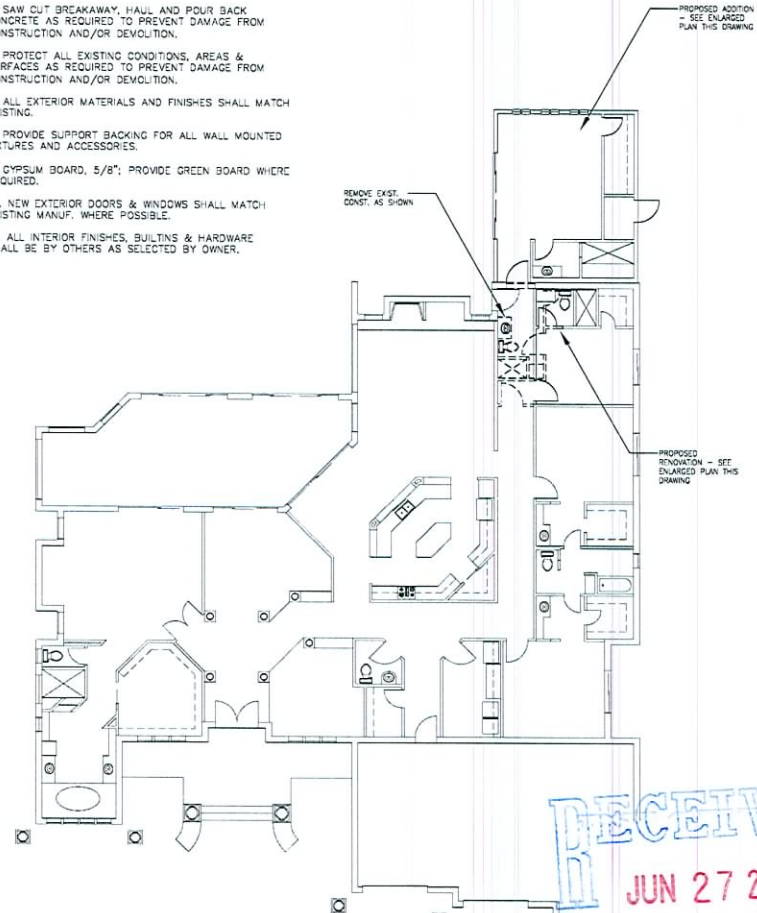 SAW CUT BREAKAWAY, HAUL AND POUR BACK
NCRETE AS REQUIRED TO PREVENT DAMAGE FROM
NSTRUCTION AND/OR DEMOLITION.
PROTECT ALL EXISTING CONDITIONS, AREAS &
RFACES AS REQUIRED TO PREVENT DAMAGE FROM
NSTRUCTION AND/OR DEMOLITION.
ALL EXTERIOR MATERIALS AND FINISHES SHALL MATCH
ISTING.
PROVIDE SUPPORT BACKING FOR ALL WALL MOUNTED
TURES AND ACCESSORIES.
GYPSUM BOARD, 5/8"; PROVIDE GREEN BOARD WHERE
QUIRED.
NEW EXTERIOR DOORS & WINDOWS SHALL MATCH
ISTING MANUF. WHERE POSSIBLE.
ALL INTERIOR FINISHES, BUILTINS & HARDWARE
ALL BE BY OTHERS AS SELECTED BY OWNER.
PROPOSED ADDITION
- SEE ENLARGED
PLAN THIS DRAWING
REMOVE EXIST.
CONST. AS SHOWN
PROPOSED
RENOVATION - SEE
ENLARGED PLAN THIS
DRAWING
RECEIV
JUN 27 2